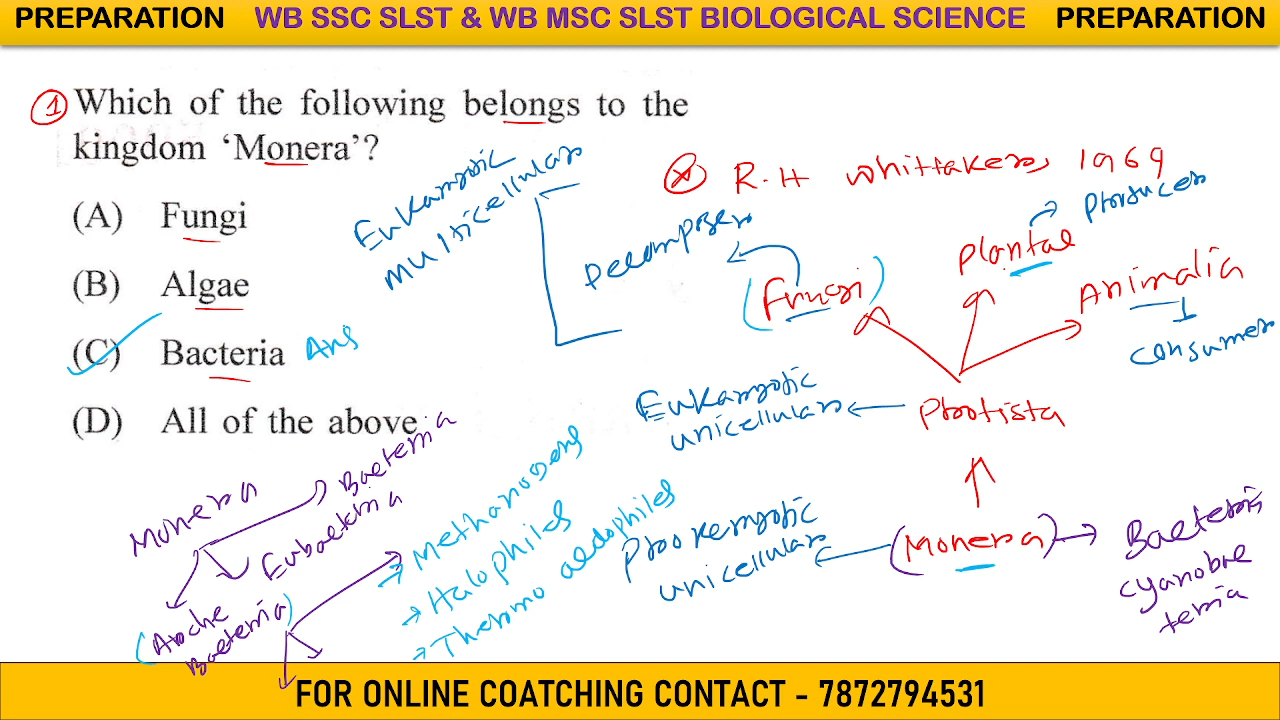 PREPARATION WB SSC SLST & WB MSC SLST BIOLOGICAL SCIENCE PREPARATION
① Which of the following belongs to the
kingdom ‘Monera’?
(A) Fungi
(B) Algae
(C) Bacteria Ans
(D) All of the above
R.H Whittaker, 1969
Eukaryotic
multicellular
Decomposer
(Fungi)
Plantae
Producer
Animalia
consumer
Eukaryotic
unicellular
Protista
Prokaryotic
unicellular
(Monera)
Bacteria
cyanobac
teria
Monera
Bacteria
Eubacteria
(Arche
Bacteria)
→ Methanogens
→ Halophiles
→ Thermo acidophiles
FOR ONLINE COATCHING CONTACT - 7872794531